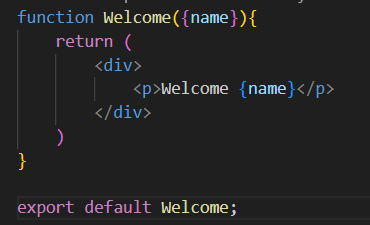 function Welcome({name}){
    return (
        <div>
            <p>Welcome {name}</p>
        </div>
    )
}

export default Welcome;